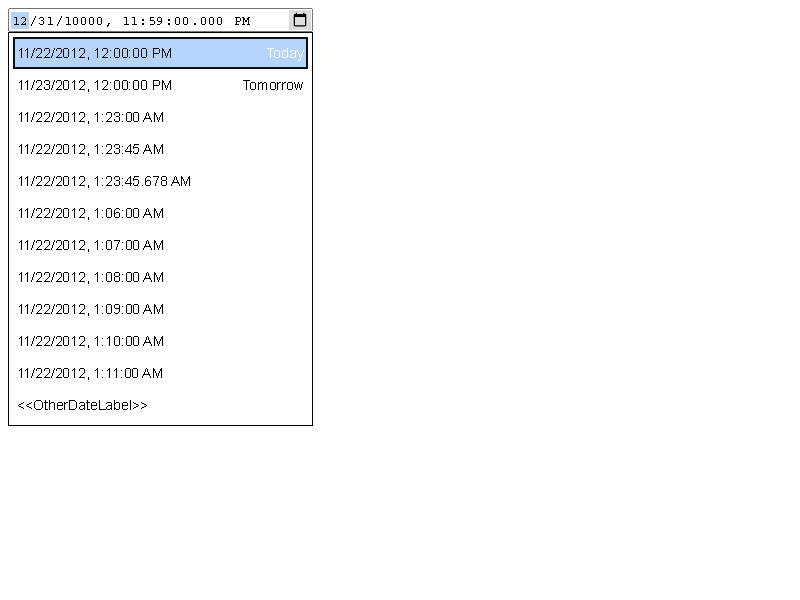 12/31/10000, 11:59:00.000 PM
11/22/2012, 12:00:00 PM Today
11/23/2012, 12:00:00 PM Tomorrow
11/22/2012, 1:23:00 AM
11/22/2012, 1:23:45 AM
11/22/2012, 1:23:45.678 AM
11/22/2012, 1:06:00 AM
11/22/2012, 1:07:00 AM
11/22/2012, 1:08:00 AM
11/22/2012, 1:09:00 AM
11/22/2012, 1:10:00 AM
11/22/2012, 1:11:00 AM
<<OtherDateLabel>>